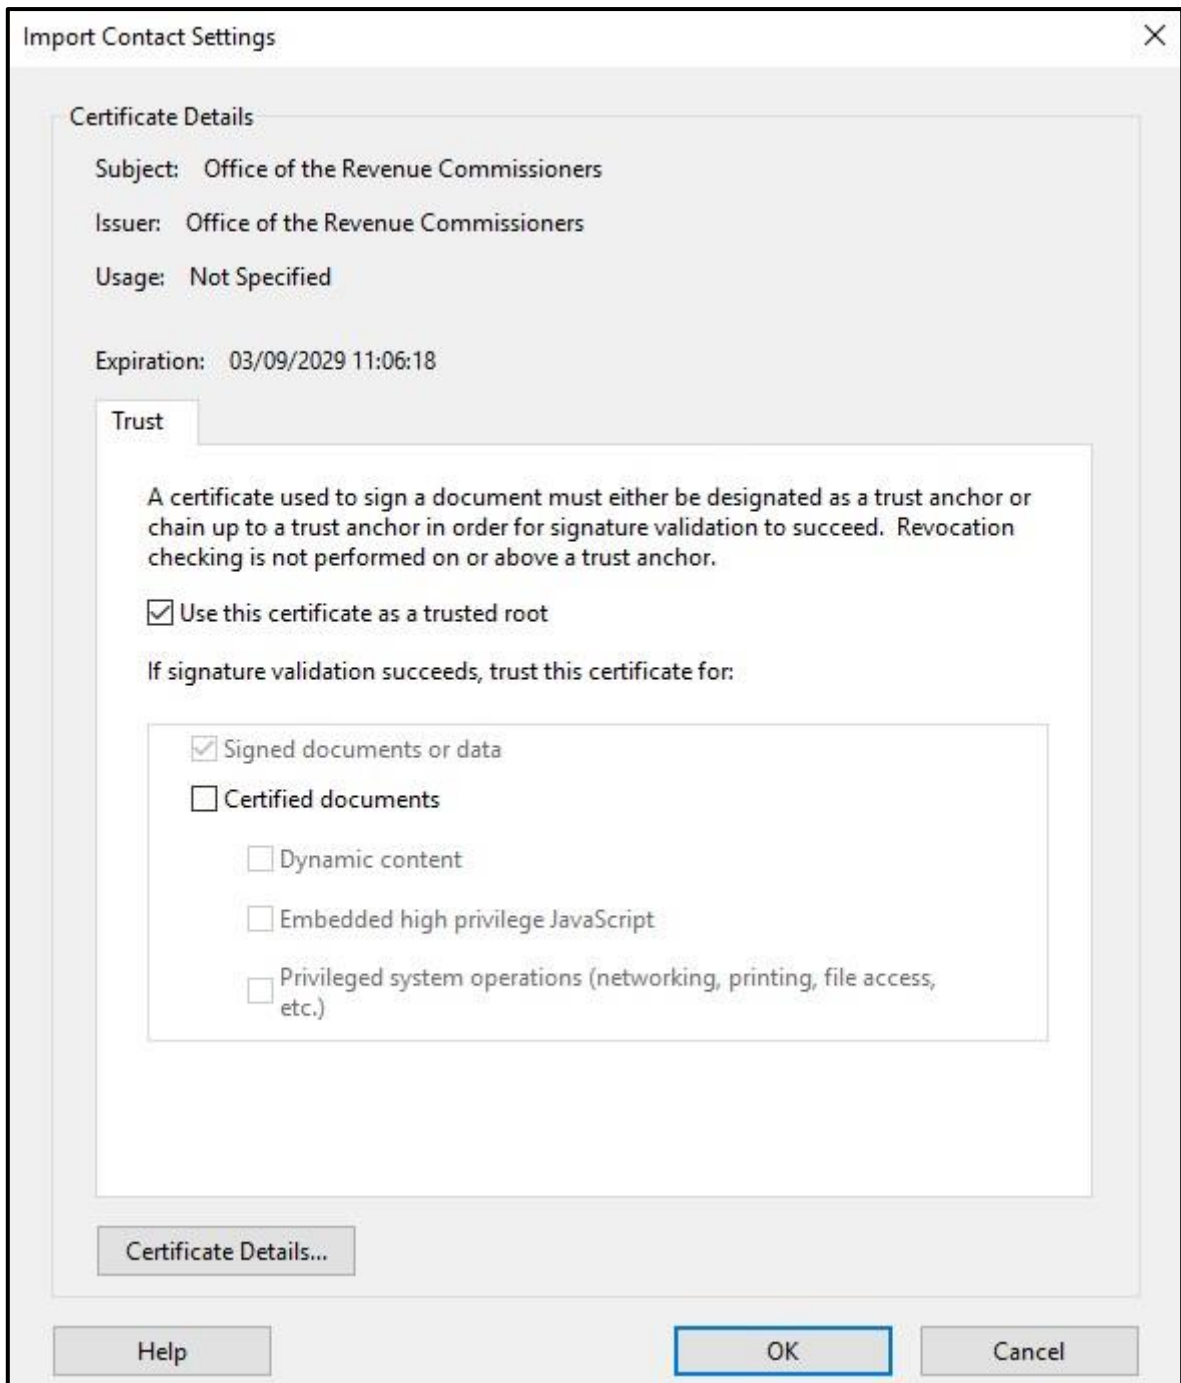 Import Contact Settings
Certificate Details
Subject: Office of the Revenue Commissioners
Issuer: Office of the Revenue Commissioners
Usage: Not Specified
Expiration: 03/09/2029 11:06:18
Trust
A certificate used to sign a document must either be designated as a trust anchor or
chain up to a trust anchor in order for signature validation to succeed. Revocation
checking is not performed on or above a trust anchor.
Use this certificate as a trusted root
If signature validation succeeds, trust this certificate for:
Signed documents or data
Certified documents
Dynamic content
Embedded high privilege JavaScript
Privileged system operations (networking, printing, file access,
etc.)
Certificate Details...
Help OK Cancel